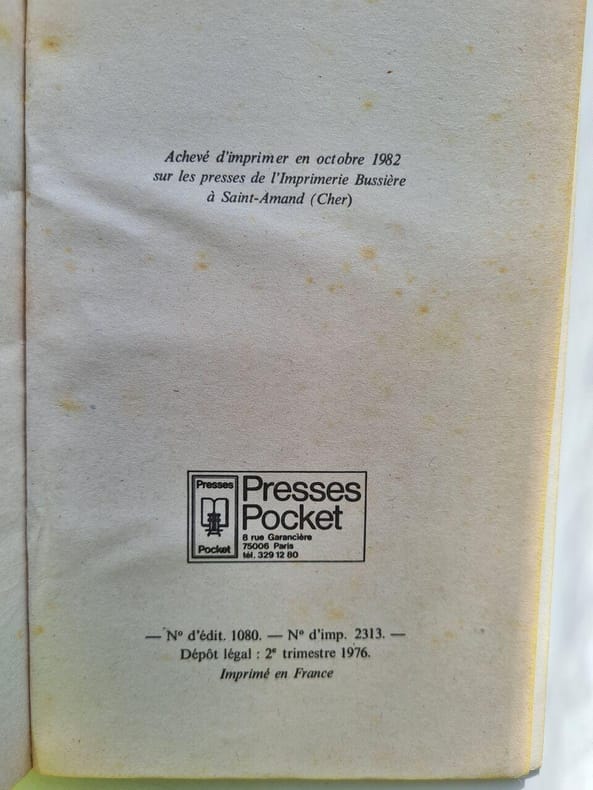 Achevé d'imprimer en octobre 1982
sur les presses de l'Imprimerie Bussière
à Saint-Amand (Cher)
Presses
Pocket
Presses
Pocket
8 rue Garancière
75006 Paris
tél. 329 12 80
— Nº d'édit. 1080. — Nº d'imp. 2313. —
Dépôt légal : 2ᵉ trimestre 1976.
Imprimé en France